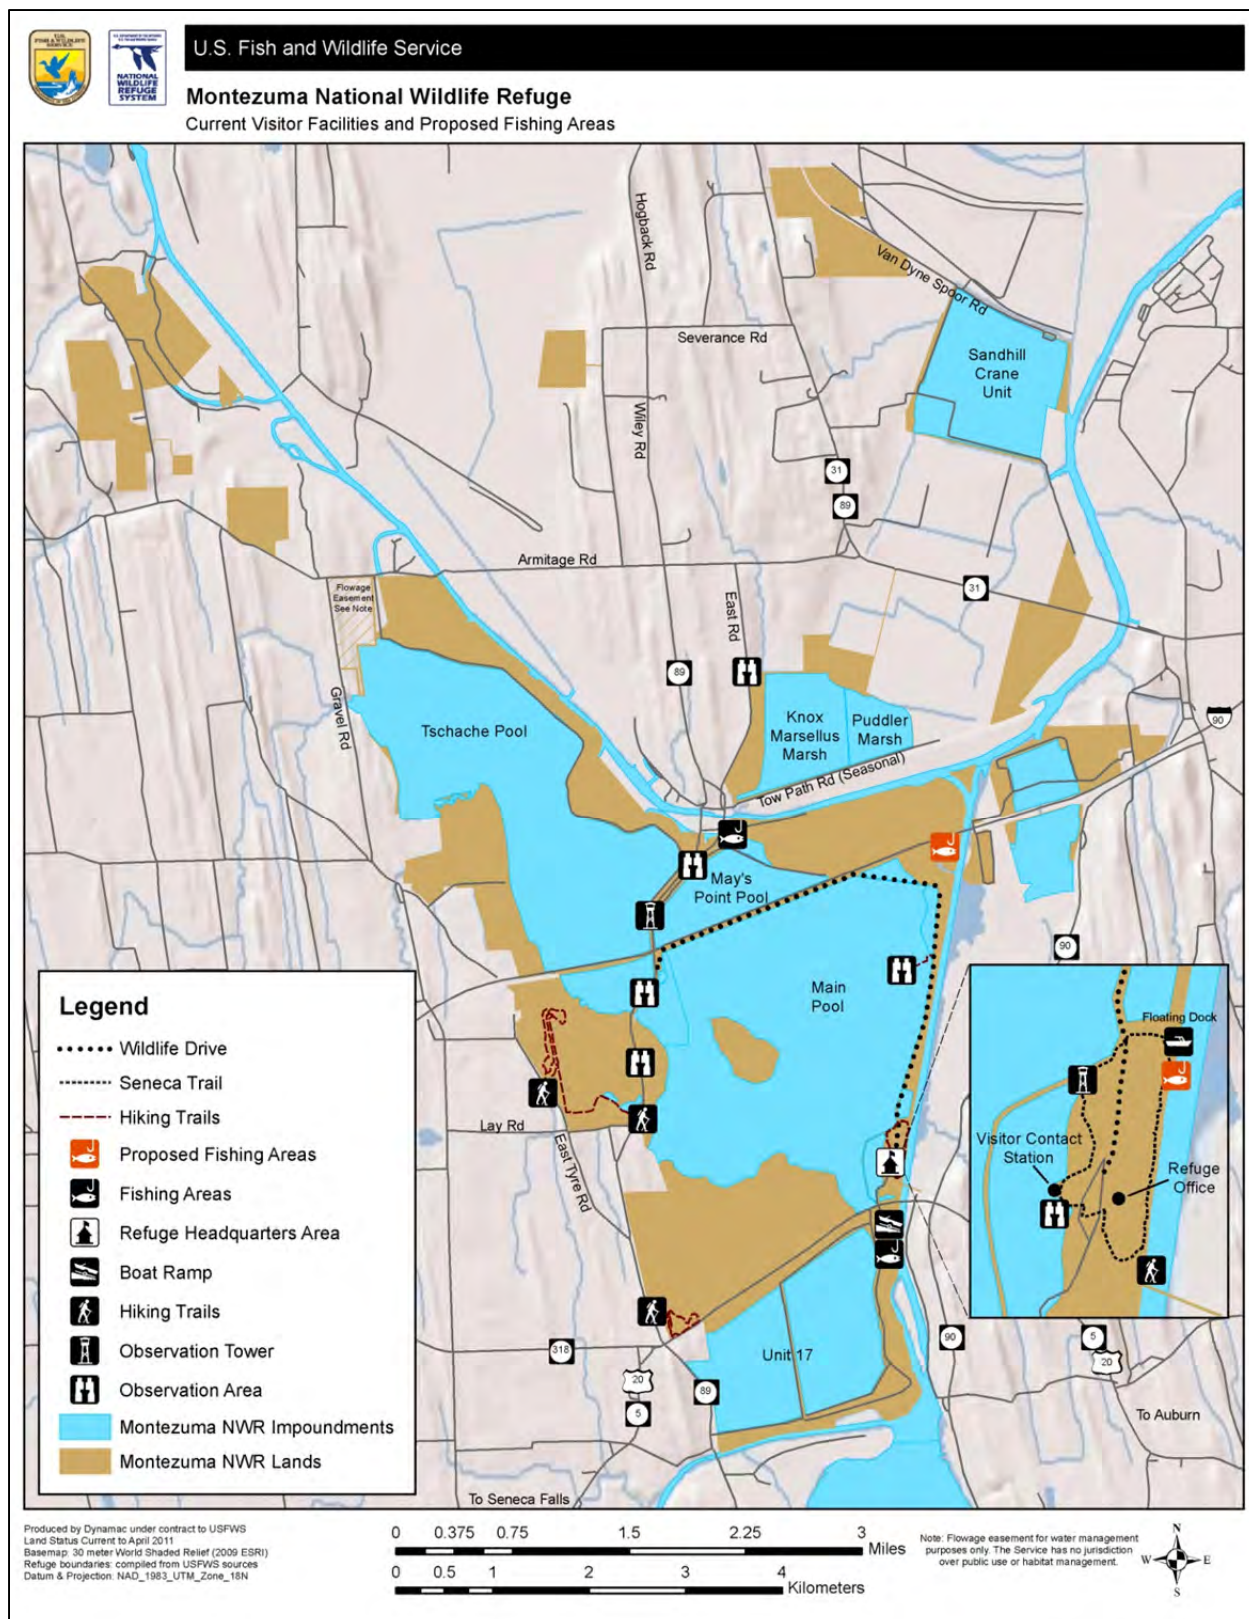 U.S.
FISH & WILDLIFE
SERVICE
NATIONAL
WILDLIFE
REFUGE
SYSTEM
U.S. Fish and Wildlife Service
Montezuma National Wildlife Refuge
Current Visitor Facilities and Proposed Fishing Areas
Hogback Rd
Van Dyne Spoor Rd
Severance Rd
Sandhill
Crane
Unit
Wiley Rd
31
89
Armitage Rd
Flowage
Easement
See Note
31
East Rd
89
Gravel Rd
Tschache Pool
Knox
Marsellus
Marsh
Puddler
Marsh
90
Tow Path Rd (Seasonal)
May's
Point Pool
90
Main
Pool
Lay Rd
East Tyre Rd
Floating Dock
Visitor Contact
Station
Refuge
Office
318
Unit 17
90
5
20
20
89
5
To Auburn
To Seneca Falls
Legend
Wildlife Drive
Seneca Trail
Hiking Trails
Proposed Fishing Areas
Fishing Areas
Refuge Headquarters Area
Boat Ramp
Hiking Trails
Observation Tower
Observation Area
Montezuma NWR Impoundments
Montezuma NWR Lands
Produced by Dynamac under contract to USFWS
Land Status Current to April 2011
Basemap: 30 meter World Shaded Relief (2009 ESRI)
Refuge boundaries: compiled from USFWS sources
Datum & Projection: NAD_1983_UTM_Zone_18N
0 0.375 0.75 1.5 2.25 3
Miles
0 0.5 1 2 3 4
Kilometers
Note: Flowage easement for water management
purposes only. The Service has no jurisdiction
over public use or habitat management.
N
W E
S